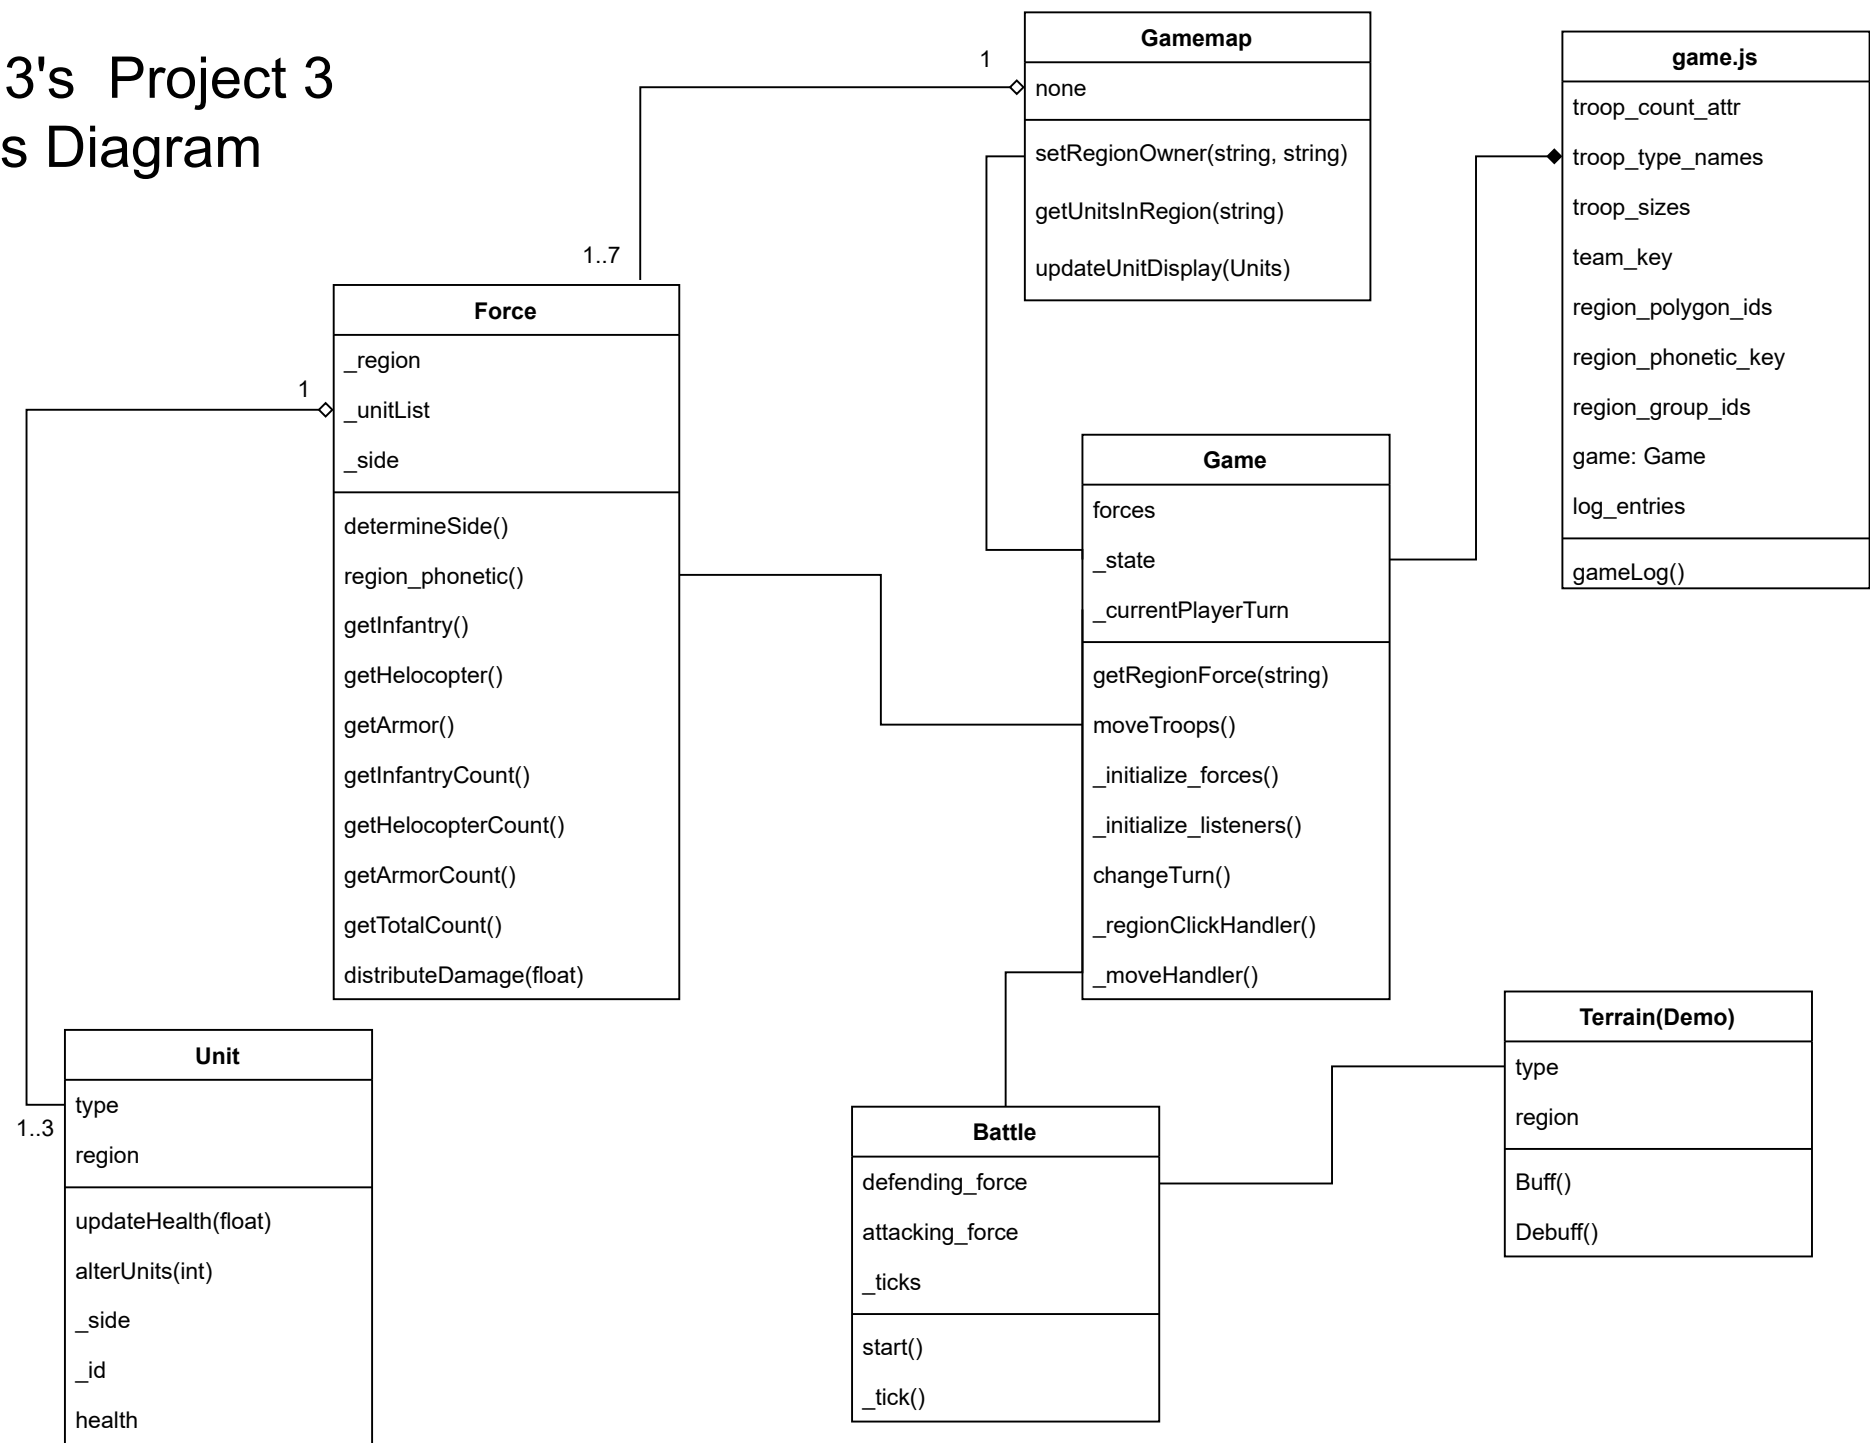 3's Project 3
s Diagram
Gamemap
none
setRegionOwner(string, string)
getUnitsInRegion(string)
updateUnitDisplay(Units)
1
1..7
game.js
troop_count_attr
troop_type_names
troop_sizes
team_key
region_polygon_ids
region_phonetic_key
region_group_ids
game: Game
log_entries
gameLog()
Force
_region
_unitList
_side
determineSide()
region_phonetic()
getInfantry()
getHelocopter()
getArmor()
getInfantryCount()
getHelocopterCount()
getArmorCount()
getTotalCount()
distributeDamage(float)
1
1..3
Game
forces
_state
_currentPlayerTurn
getRegionForce(string)
moveTroops()
_initialize_forces()
_initialize_listeners()
changeTurn()
_regionClickHandler()
_moveHandler()
Unit
type
region
updateHealth(float)
alterUnits(int)
_side
_id
health
Battle
defending_force
attacking_force
_ticks
start()
_tick()
Terrain(Demo)
type
region
Buff()
Debuff()